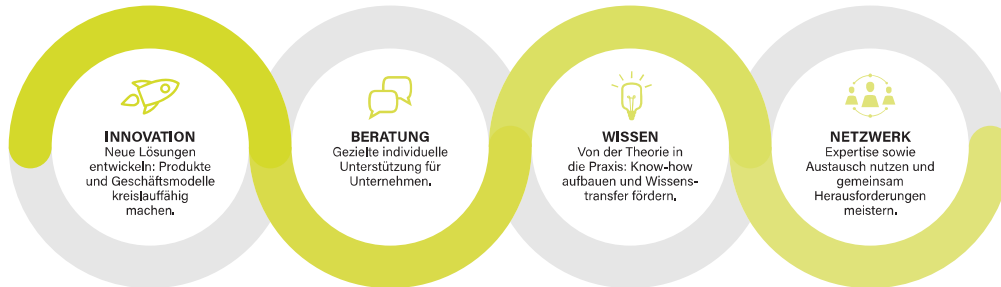 INNOVATION
Neue Lösungen
entwickeln: Produkte
und Geschäftsmodelle
kreislauffähig
machen.
BERATUNG
Gezielte individuelle
Unterstützung für
Unternehmen.
WISSEN
Von der Theorie in
die Praxis: Know-how
aufbauen und Wissens-
transfer fördern.
NETZWERK
Expertise sowie
Austausch nutzen und
gemeinsam
Herausforderungen
meistern.